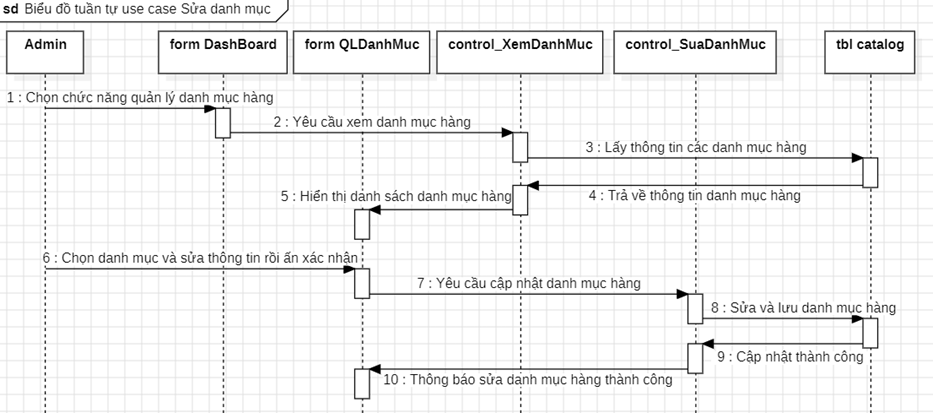 sd Biểu đồ tuần tự use case Sửa danh mục
Admin
form DashBoard
form QLDanhMuc
control_XemDanhMuc
control_SuaDanhMuc
tbl catalog
1 : Chọn chức năng quản lý danh mục hàng
2 : Yêu cầu xem danh mục hàng
3 : Lấy thông tin các danh mục hàng
4 : Trả về thông tin danh mục hàng
5 : Hiển thị danh sách danh mục hàng
6 : Chọn danh mục và sửa thông tin rồi ấn xác nhận
7 : Yêu cầu cập nhật danh mục hàng
8 : Sửa và lưu danh mục hàng
9 : Cập nhật thành công
10 : Thông báo sửa danh mục hàng thành công